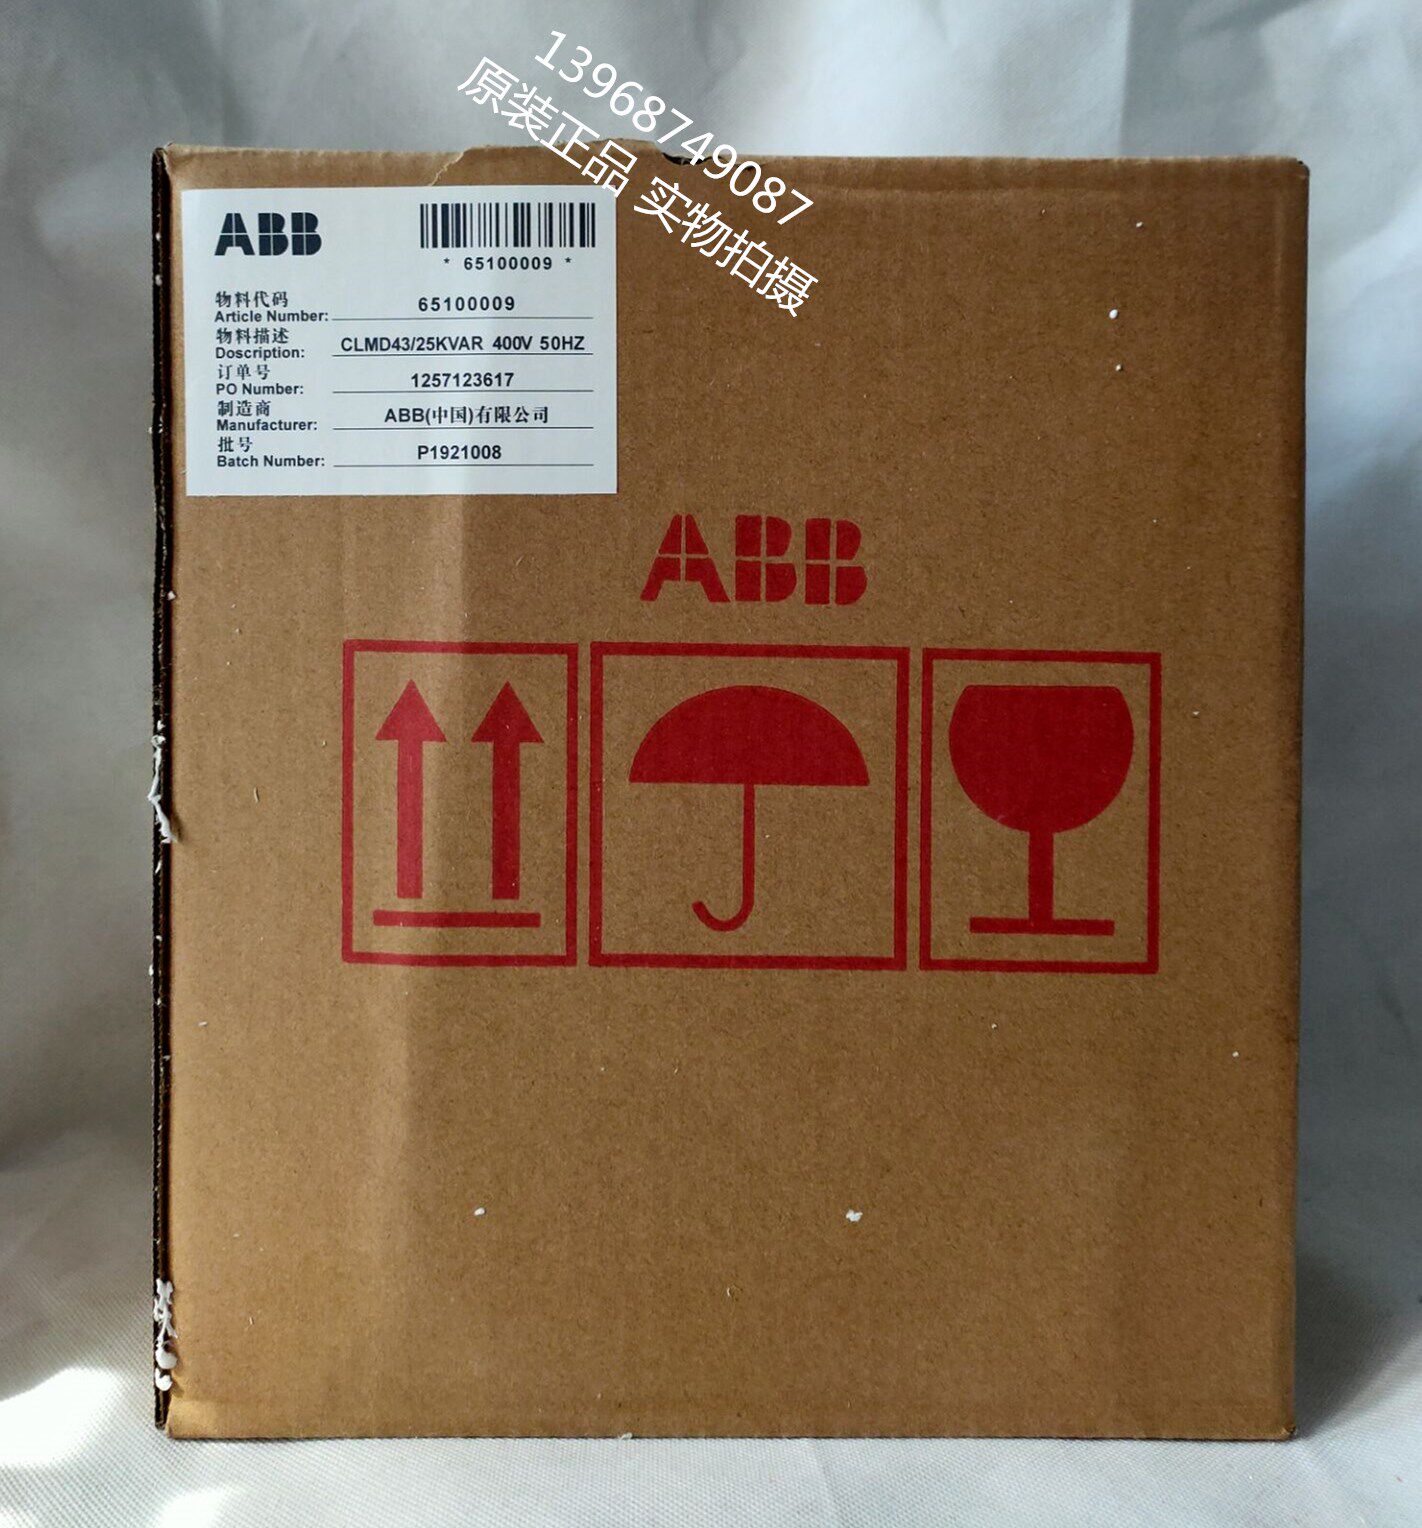 13968749087
原装正品 实物拍摄
ABB
* 65100009 *
物料代码
Article Number: 65100009
物料描述
Doscription: CLMD43/25KVAR 400V 50HZ
订单号
PO Number: 1257123617
制造商
Manufacturer: ABB(中国)有限公司
批号
Batch Number: P1921008
ABB